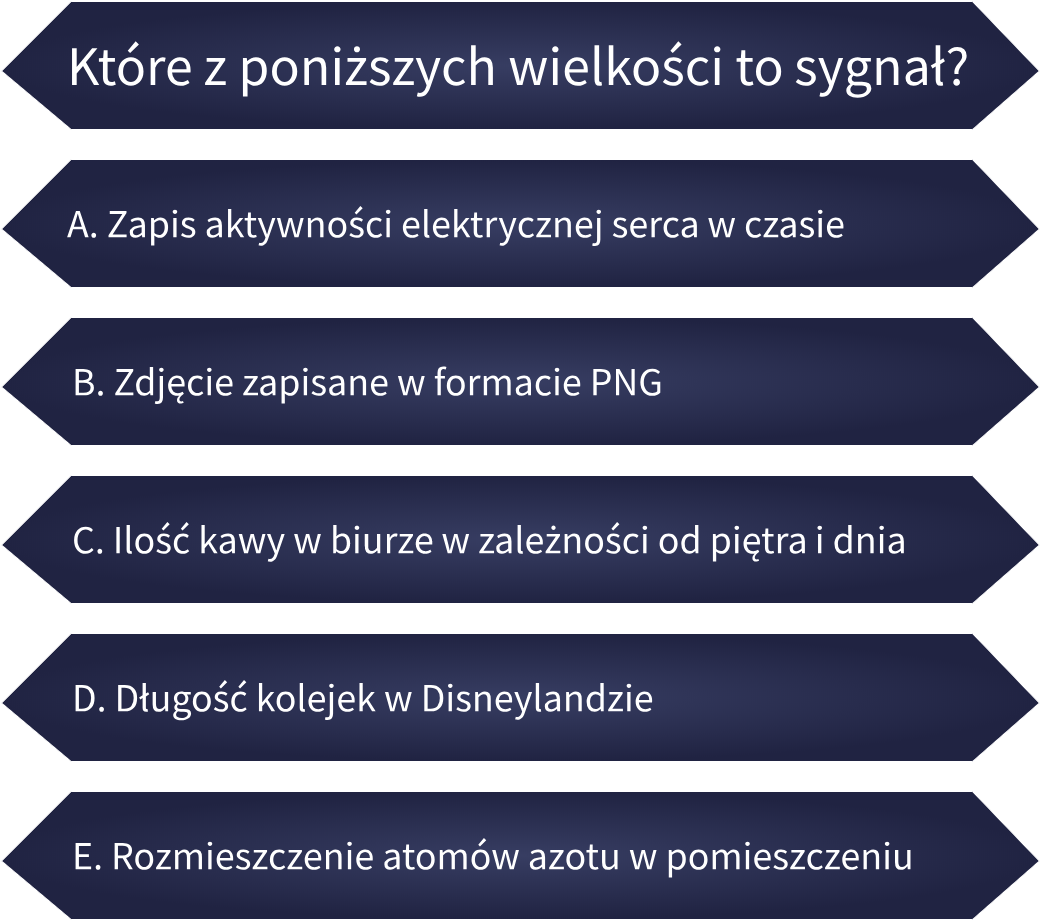 Które z poniższych wielkości to sygnał?
A. Zapis aktywności elektrycznej serca w czasie
B. Zdjęcie zapisane w formacie PNG
C. Ilość kawy w biurze w zależności od piętra i dnia
D. Długość kolejek w Disneylandzie
E. Rozmieszczenie atomów azotu w pomieszczeniu